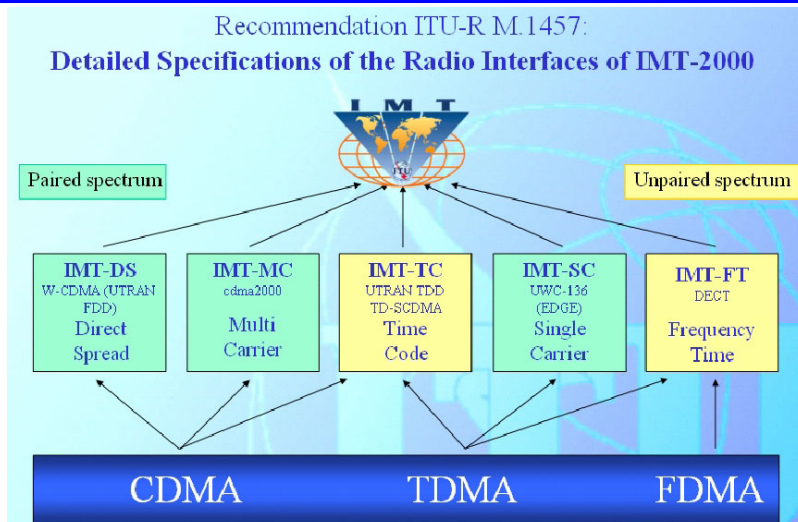 Recommendation ITU-R M.1457:
Detailed Specifications of the Radio Interfaces of IMT-2000
I M T
ITU
Paired spectrum
Unpaired spectrum
IMT-DS
W-CDMA (UTRAN
FDD)
Direct
Spread
IMT-MC
cdma2000
Multi
Carrier
IMT-TC
UTRAN TDD
TD-SCDMA
Time
Code
IMT-SC
UWC-136
(EDGE)
Single
Carrier
IMT-FT
DECT
Frequency
Time
CDMA
TDMA
FDMA